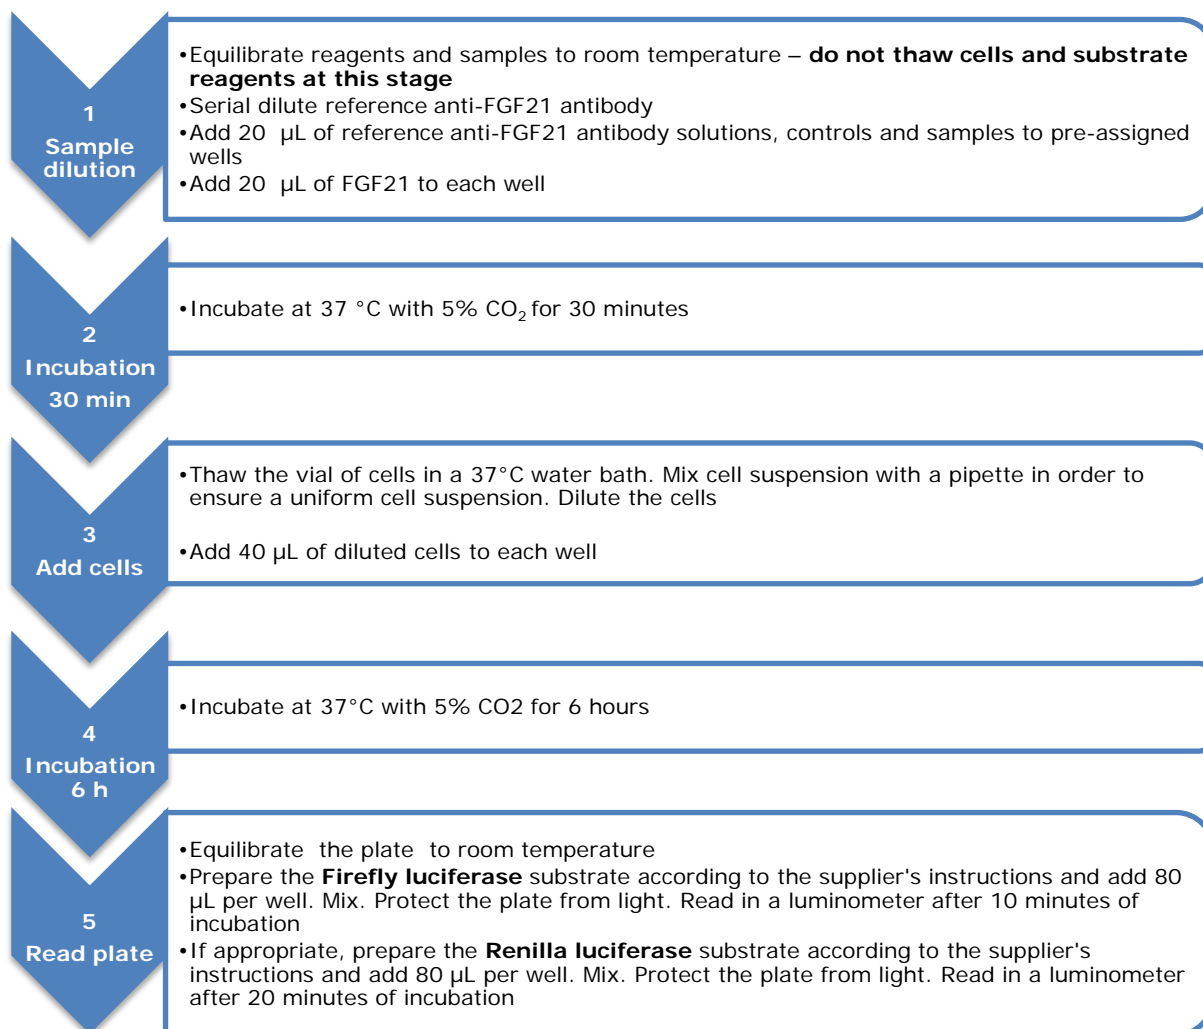 1
Sample
dilution
•Equilibrate reagents and samples to room temperature – do not thaw cells and substrate
reagents at this stage
•Serial dilute reference anti-FGF21 antibody
•Add 20  µL of reference anti-FGF21 antibody solutions, controls and samples to pre-assigned
wells
•Add 20  µL of FGF21 to each well
2
Incubation
30 min
•Incubate at 37 °C with 5% CO₂ for 30 minutes
3
Add cells
•Thaw the vial of cells in a 37°C water bath. Mix cell suspension with a pipette in order to
ensure a uniform cell suspension. Dilute the cells
•Add 40 µL of diluted cells to each well
4
Incubation
6 h
•Incubate at 37°C with 5% CO2 for 6 hours
5
Read plate
•Equilibrate  the plate  to room temperature
•Prepare the Firefly luciferase substrate according to the supplier's instructions and add 80
µL per well. Mix. Protect the plate from light. Read in a luminometer after 10 minutes of
incubation
•If appropriate, prepare the Renilla luciferase substrate according to the supplier's
instructions and add 80 µL per well. Mix. Protect the plate from light. Read in a luminometer
after 20 minutes of incubation